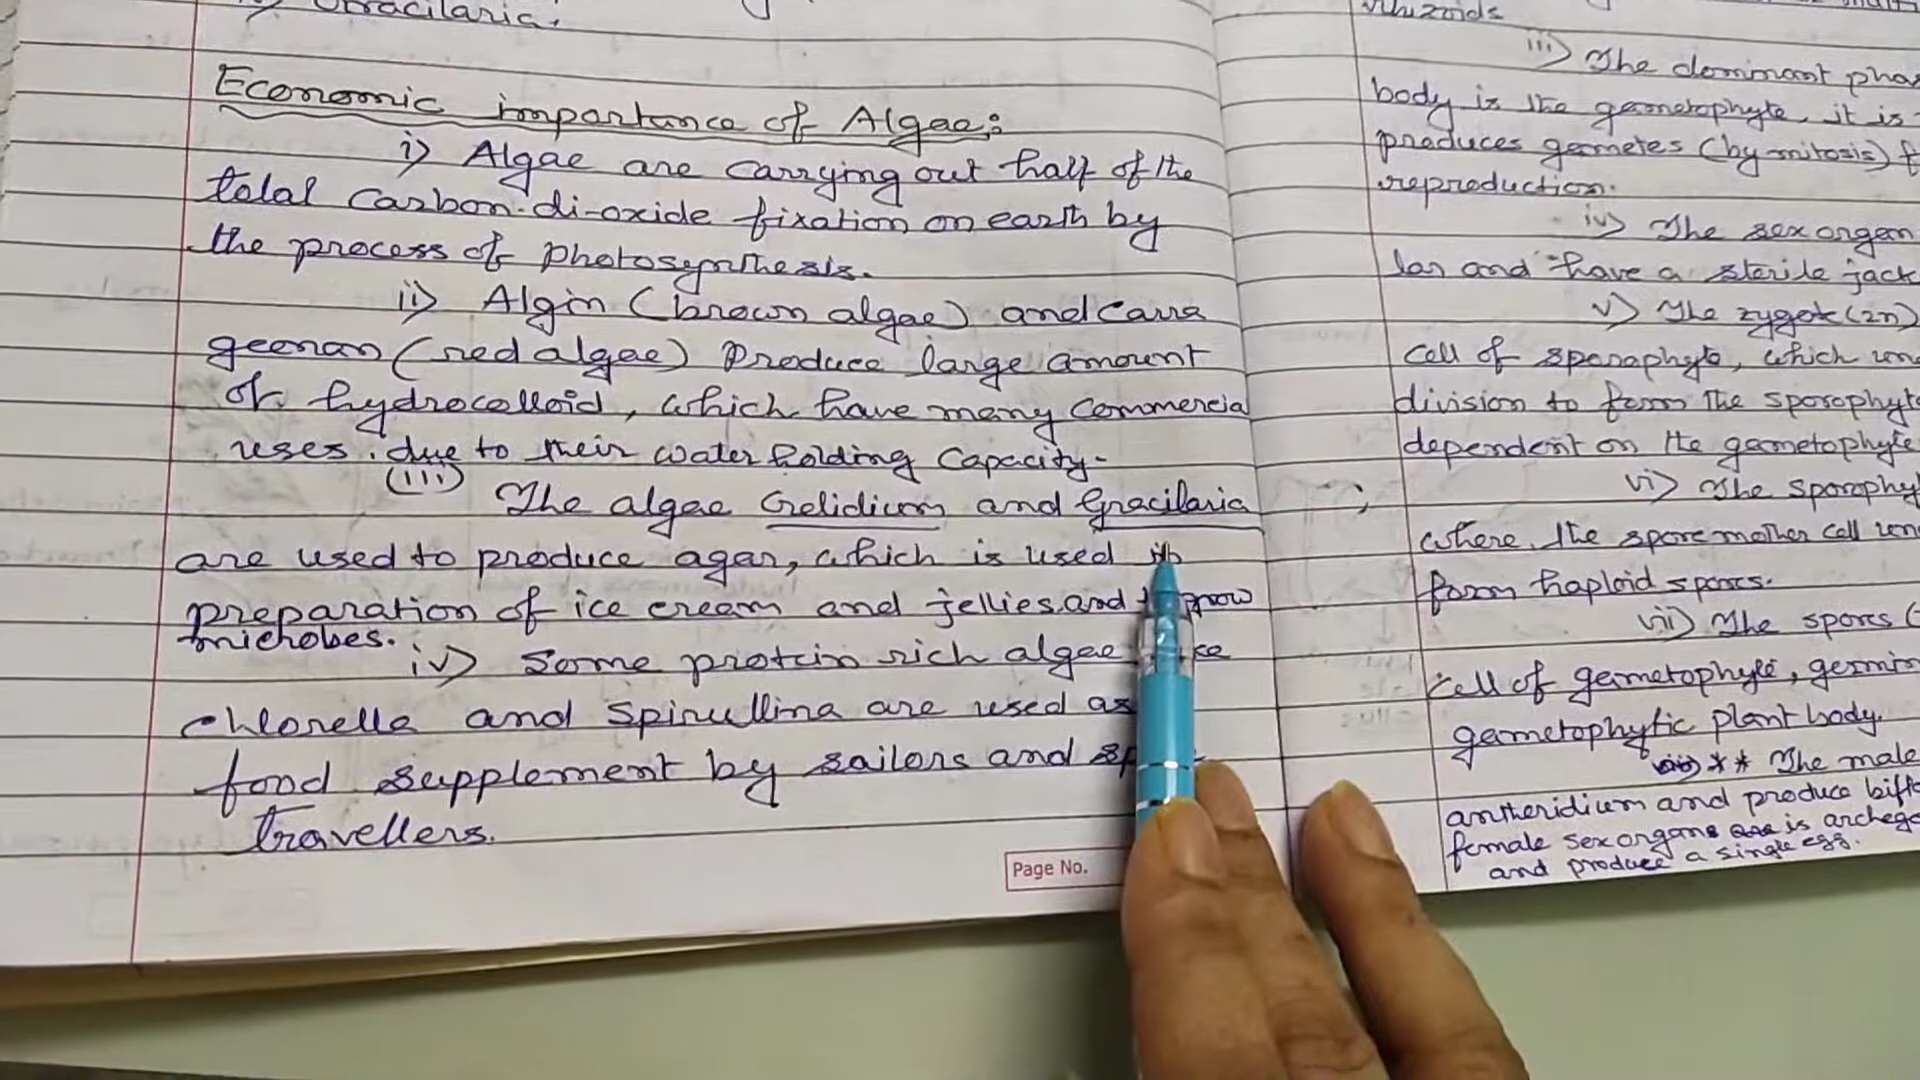 Gracilaria.
Economic importance of Algae:
i) Algae are carrying out half of the
total Carbon-di-oxide fixation on earth by
the process of photosynthesis.
ii) Algin (brown algae) and Carra
geenan (red algae) Produce large amount
of hydrocolloid, which have many commercial
uses. due to their water holding Capacity-
(iii) The algae Gelidium and Gracilaria
are used to produce agar, which is used in
preparation of ice cream and jellies and grow
microbes.
iv) Some protein rich algae
chlorella and spirullina are used as
food supplement by sailors and
travellers.
Page No.
rhizoids
iii) The dominant
body is the gametophyte, it is
produces gametes (by mitosis)
reproduction.
iv) The sex organ
lar and have a sterile
v) The zygote (2n)
cell of sporophyte, which
division to form the
dependent on the gametophyte
vi) The
where the spore mother cell
form haploid spores.
vii) The spores (
cell of gametophyte,
gametophytic plant body.
** The male
antheridium and produce
female sex organs is
and produce a single egg.